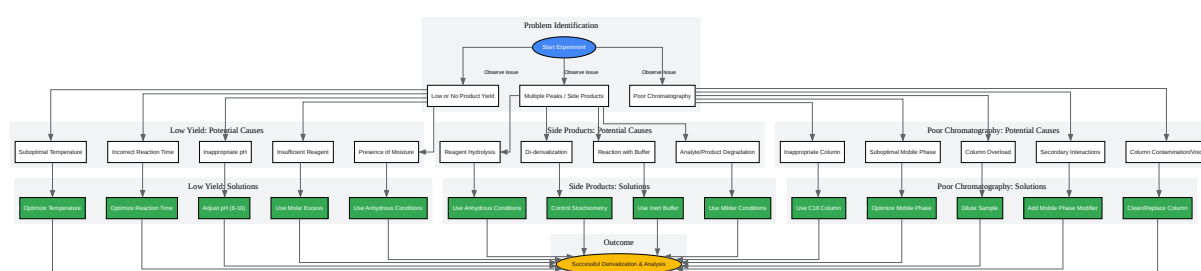 Problem Identification
Start Experiment
Observe Issue
Observe Issue
Observe Issue
Low or No Product Yield
Multiple Peaks / Side Products
Poor Chromatography
Low Yield: Potential Causes
Side Products: Potential Causes
Poor Chromatography: Potential Causes
Suboptimal Temperature
Incorrect Reaction Time
Inappropriate pH
Insufficient Reagent
Presence of Moisture
Reagent Hydrolysis
Di-derivatization
Reaction with Buffer
Analyte/Product Degradation
Inappropriate Column
Suboptimal Mobile Phase
Column Overload
Secondary Interactions
Column Contamination/Voi
Low Yield: Solutions
Side Products: Solutions
Poor Chromatography: Solutions
Optimize Temperature
Optimize Reaction Time
Adjust pH (8-10)
Use Molar Excess
Use Anhydrous Conditions
Use Anhydrous Conditions
Control Stoichiometry
Use Inert Buffer
Use Milder Conditions
Use C18 Column
Optimize Mobile Phase
Dilute Sample
Add Mobile Phase Modifier
Clean/Replace Column
Outcome
Successful Derivatization & Analysis